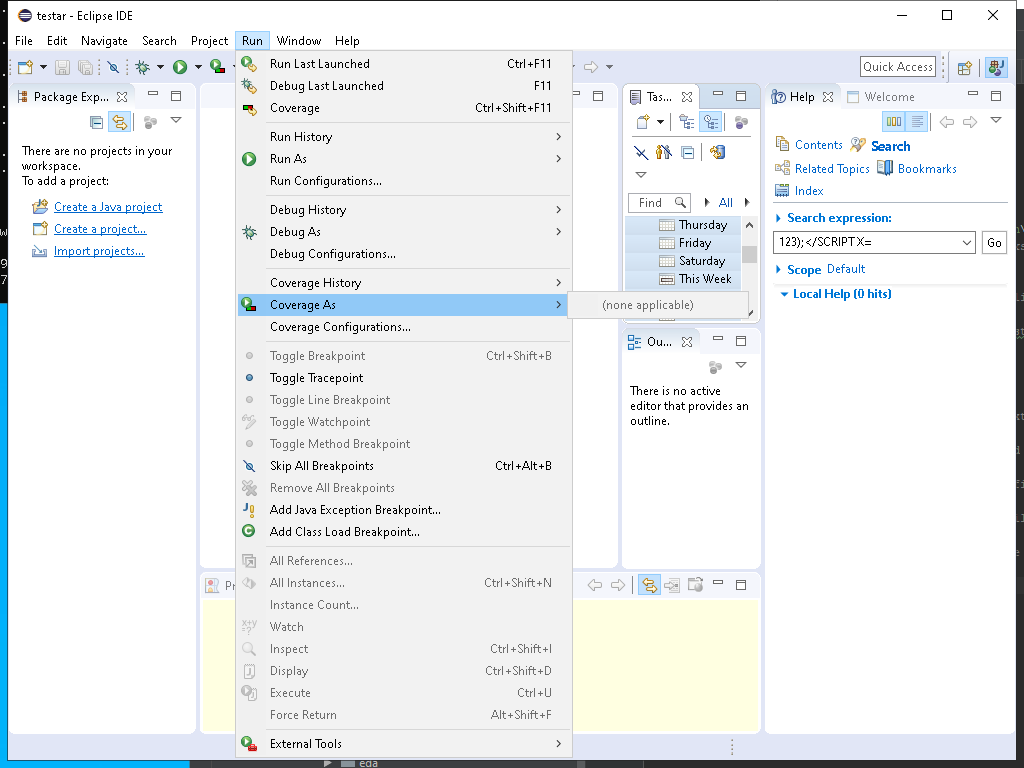 testar - Eclipse IDE
File Edit Navigate Search Project Run Window Help
Quick Access
Package Exp...
There are no projects in your
workspace.
To add a project:
Create a Java project
Create a project...
Import projects...
Run Last Launched Ctrl+F11
Debug Last Launched F11
Coverage Ctrl+Shift+F11
Run History
Run As
Run Configurations...
Debug History
Debug As
Debug Configurations...
Coverage History
Coverage As
(none applicable)
Coverage Configurations...
Toggle Breakpoint Ctrl+Shift+B
Toggle Tracepoint
Toggle Line Breakpoint
Toggle Watchpoint
Toggle Method Breakpoint
Skip All Breakpoints Ctrl+Alt+B
Remove All Breakpoints
Add Java Exception Breakpoint...
Add Class Load Breakpoint...
All References...
All Instances... Ctrl+Shift+N
Instance Count...
Watch
Inspect Ctrl+Shift+I
Display Ctrl+Shift+D
Execute Ctrl+U
Force Return Alt+Shift+F
External Tools
Tas...
Find All
Thursday
Friday
Saturday
This Week
Ou...
There is no active
editor that provides an
outline.
Help Welcome
Contents Search
Related Topics Bookmarks
Index
Search expression:
123);</SCRIPT X= Go
Scope Default
Local Help (0 hits)
eda